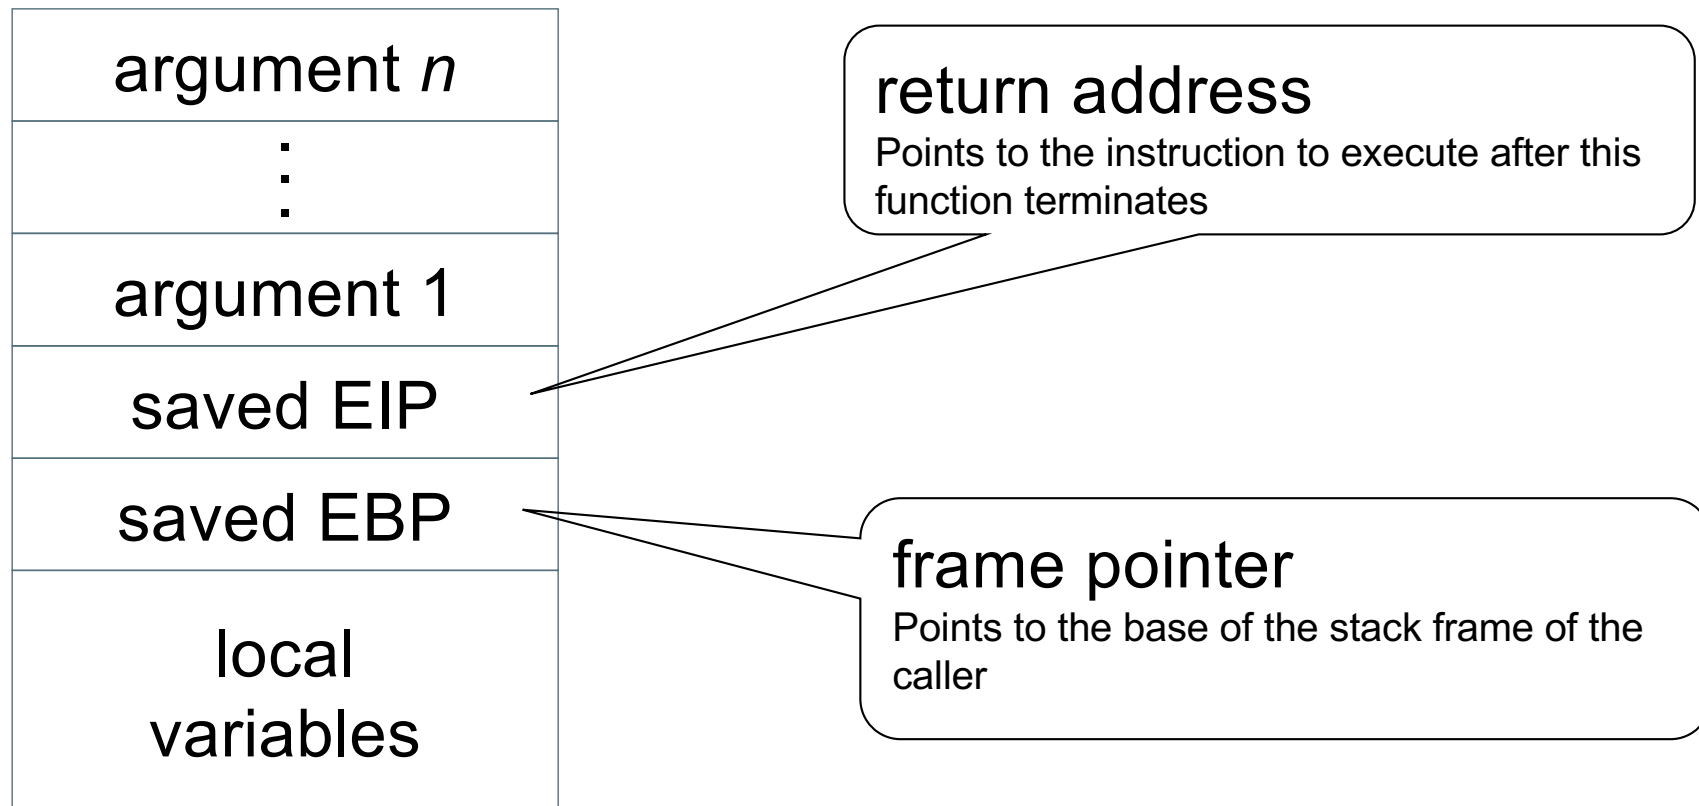 argument n
.
.
.
argument 1
saved EIP
saved EBP
local
variables
return address
Points to the instruction to execute after this
function terminates
frame pointer
Points to the base of the stack frame of the
caller